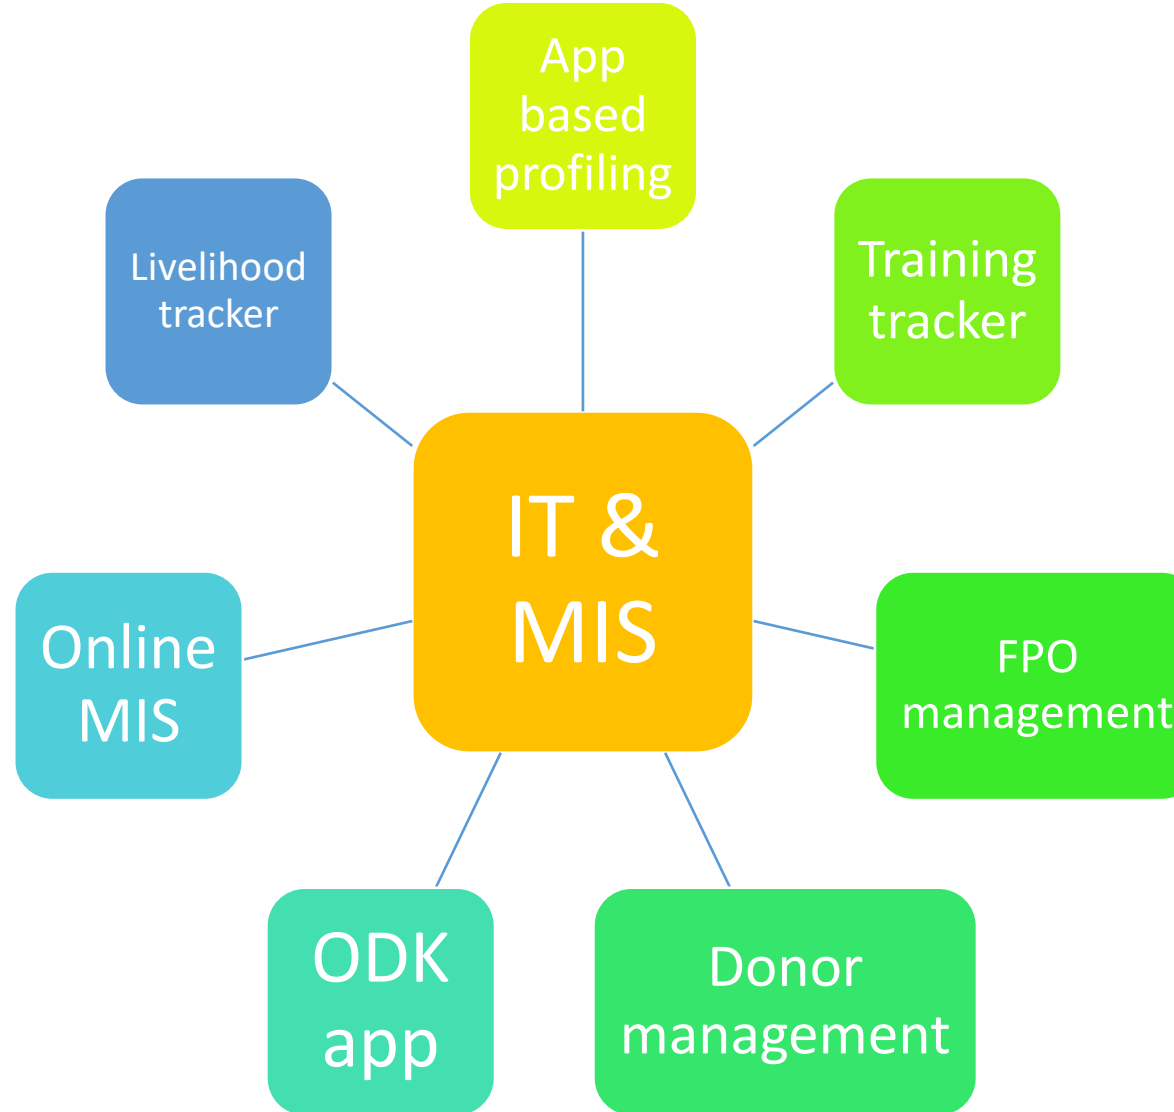 App
based
profiling
Livelihood
tracker
Training
tracker
IT &
MIS
Online
MIS
FPO
management
ODK
app
Donor
management